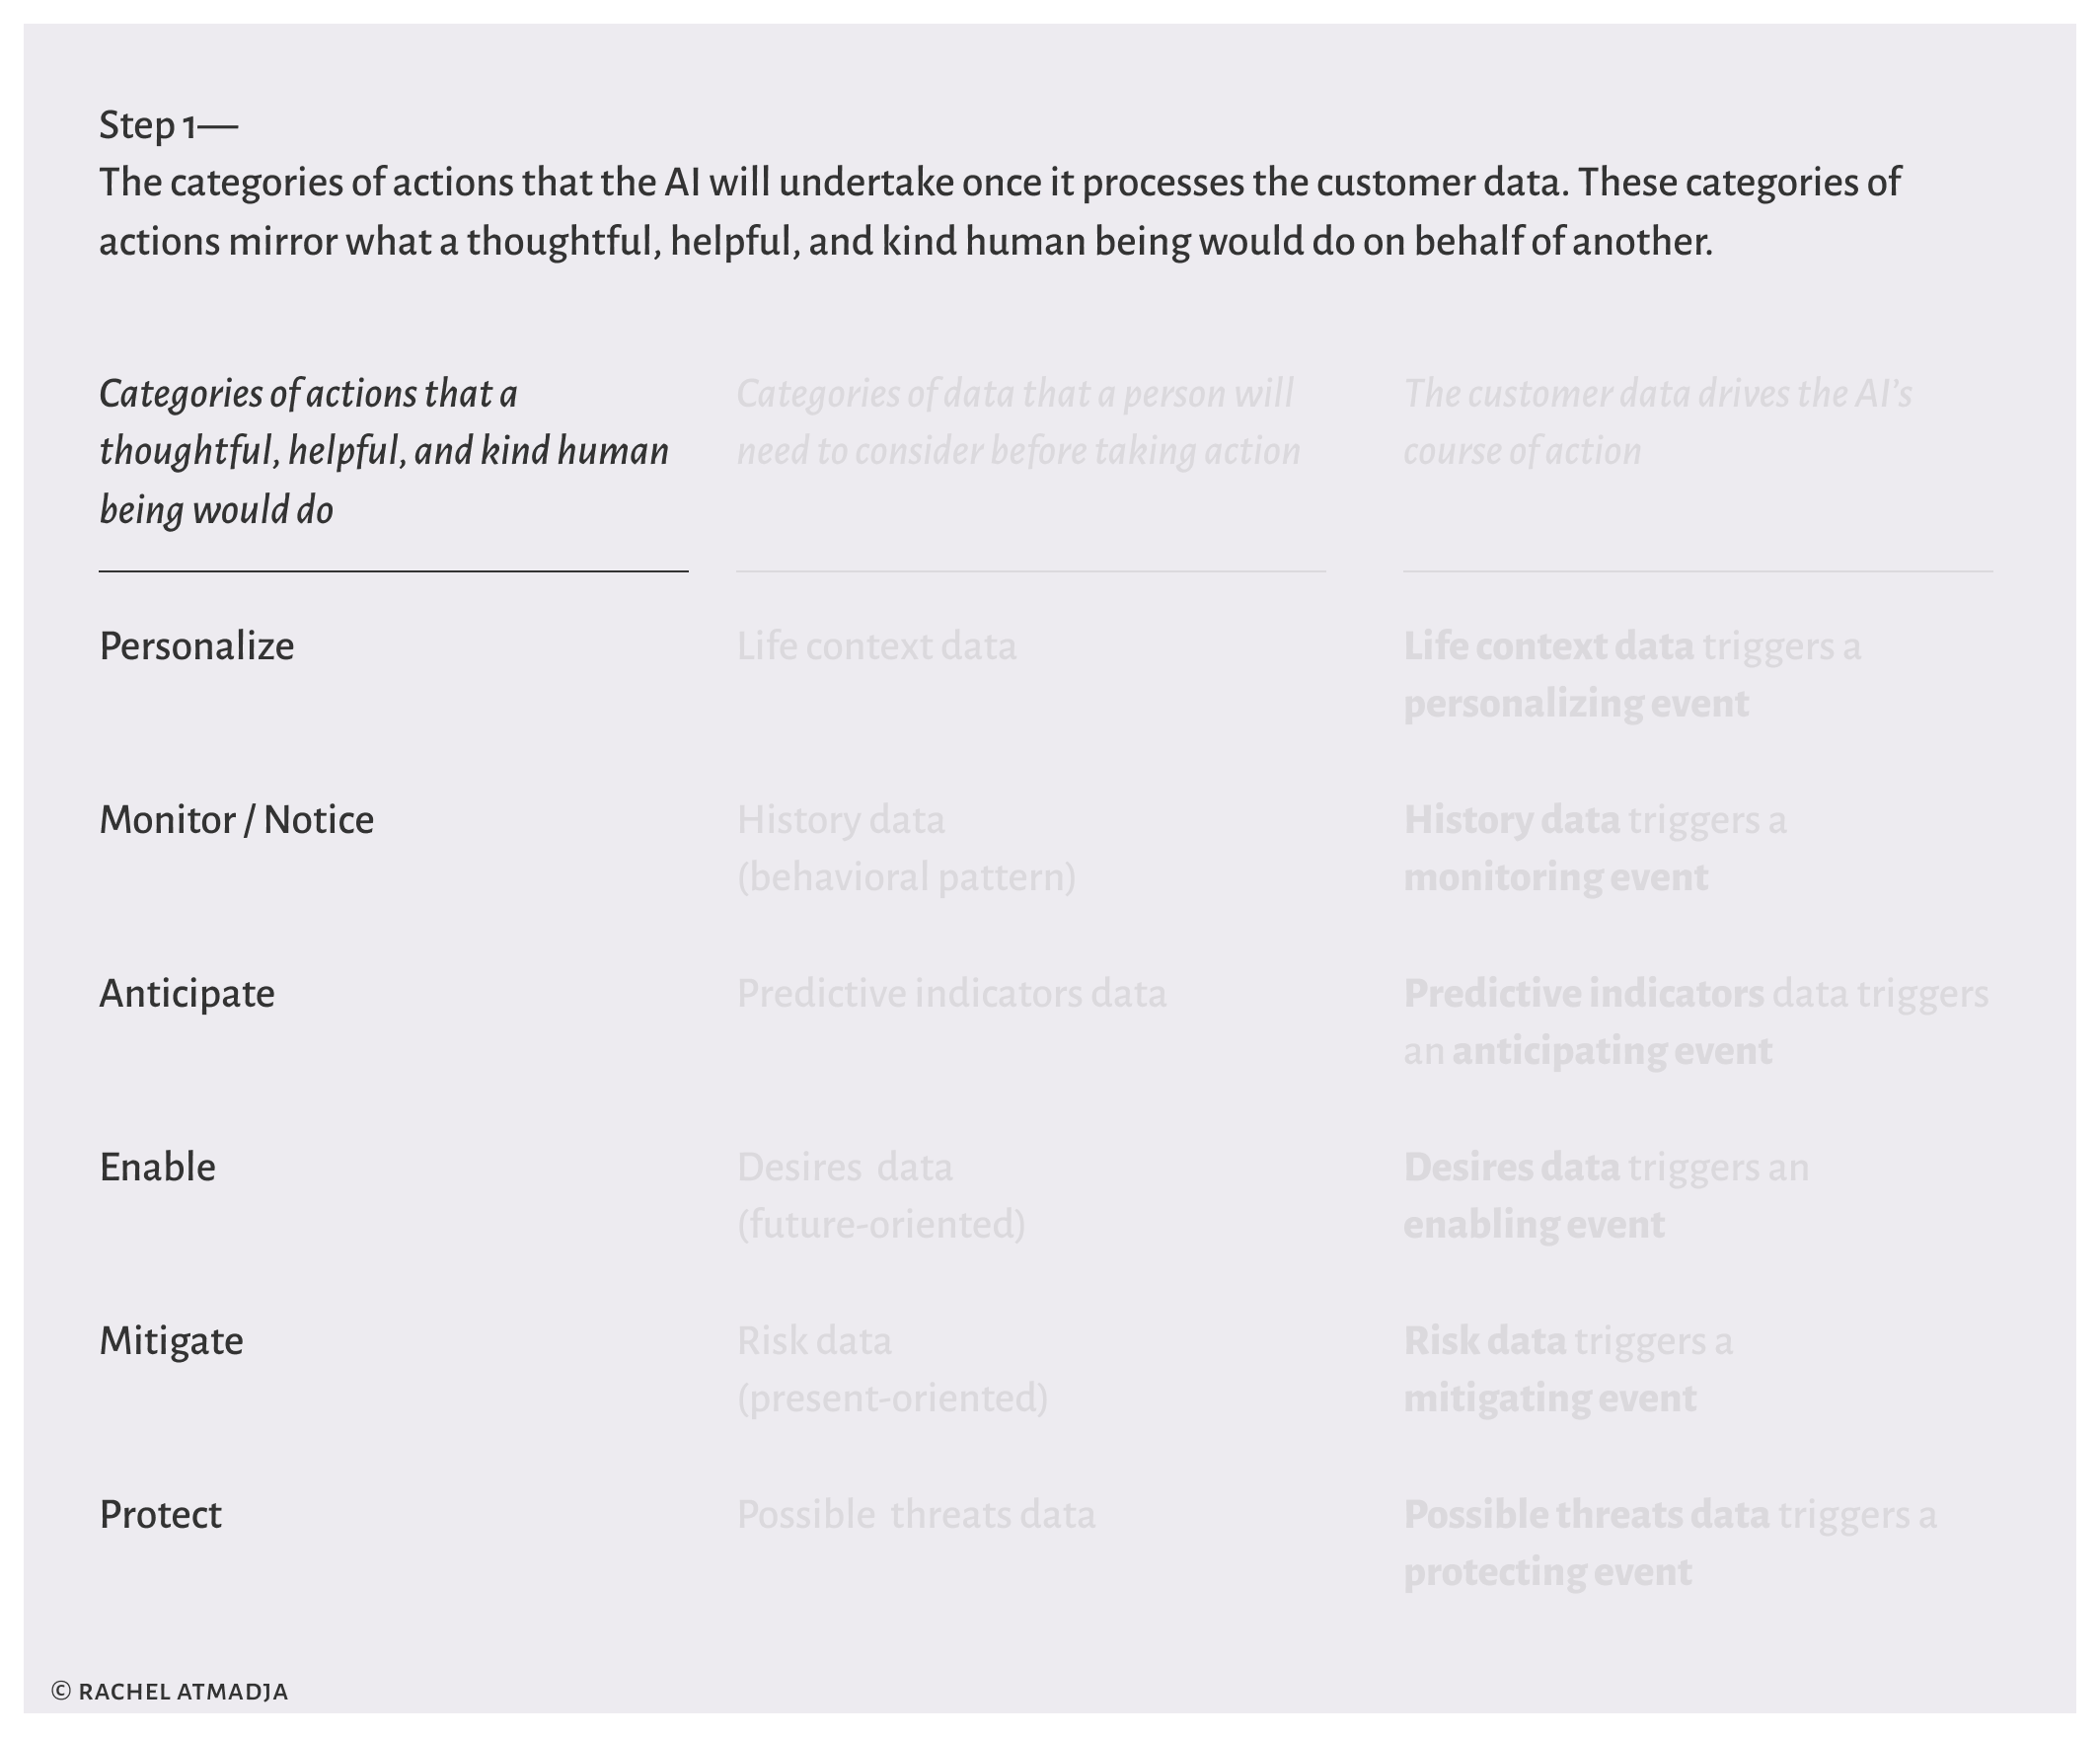 Step 1—
The categories of actions that the AI will undertake once it processes the customer data. These categories of
actions mirror what a thoughtful, helpful, and kind human being would do on behalf of another.
Categories of actions that a
thoughtful, helpful, and kind human
being would do
Categories of data that a person will
need to consider before taking action
The customer data drives the AI’s
course of action
Personalize
Life context data
Life context data triggers a
personalizing event
Monitor / Notice
History data
(behavioral pattern)
History data triggers a
monitoring event
Anticipate
Predictive indicators data
Predictive indicators data triggers
an anticipating event
Enable
Desires  data
(future-oriented)
Desires data triggers an
enabling event
Mitigate
Risk data
(present-oriented)
Risk data triggers a
mitigating event
Protect
Possible  threats data
Possible threats data triggers a
protecting event
© RACHEL ATMADJA